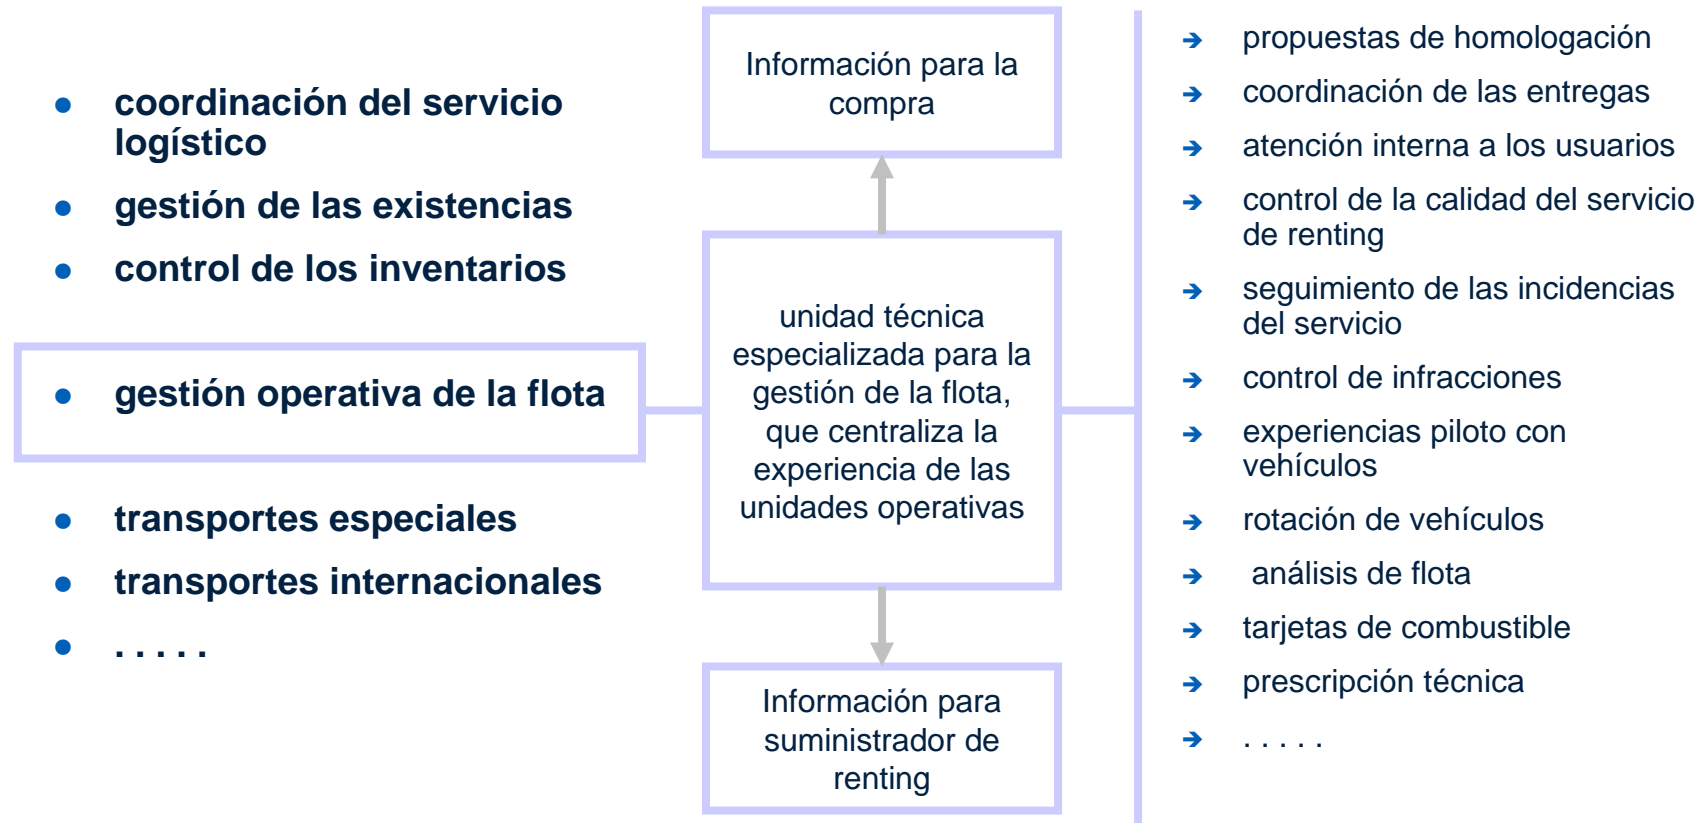 coordinación del servicio
logístico
gestión de las existencias
control de los inventarios
gestión operativa de la flota
transportes especiales
transportes internacionales
. . . . .
Información para la
compra
unidad técnica
especializada para la
gestión de la flota,
que centraliza la
experiencia de las
unidades operativas
Información para
suministrador de
renting
propuestas de homologación
coordinación de las entregas
atención interna a los usuarios
control de la calidad del servicio
de renting
seguimiento de las incidencias
del servicio
control de infracciones
experiencias piloto con
vehículos
rotación de vehículos
análisis de flota
tarjetas de combustible
prescripción técnica
. . . . .